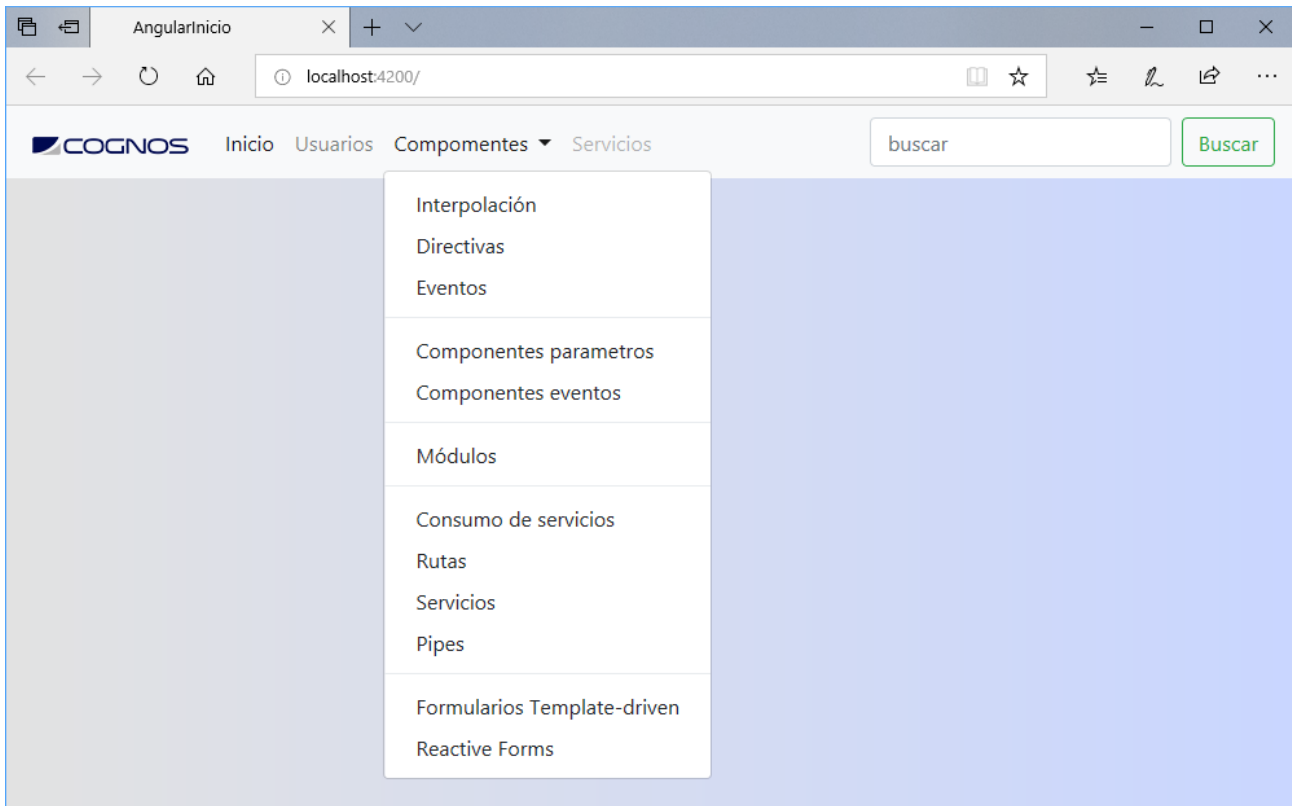 AngularInicio
localhost:4200/
COGNOS Inicio Usuarios Compomentes Servicios buscar Buscar
Interpolación
Directivas
Eventos
Componentes parametros
Componentes eventos
Módulos
Consumo de servicios
Rutas
Servicios
Pipes
Formularios Template-driven
Reactive Forms